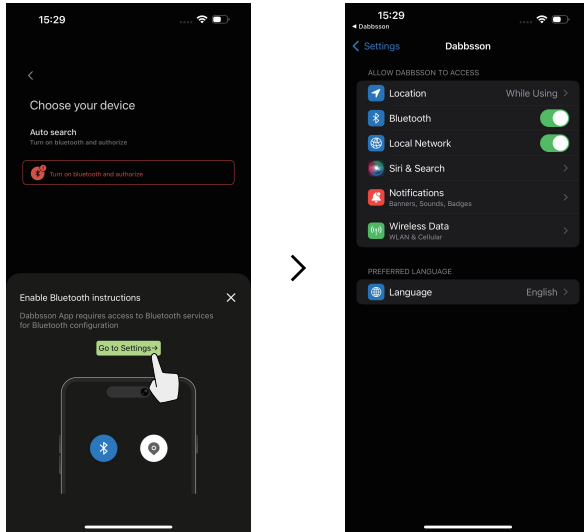 15:29
Choose your device
Auto search
Turn on bluetooth and authorize
Turn on bluetooth and authorize
Enable Bluetooth instructions
Dabbsson App requires access to Bluetooth services
for Bluetooth configuration
Go to Settings→
15:29
◄ Dabbsson
Settings
Dabbsson
ALLOW DABBSSON TO ACCESS
Location
While Using
Bluetooth
Local Network
Siri & Search
Notifications
Banners, Sounds, Badges
Wireless Data
WLAN & Cellular
PREFERRED LANGUAGE
Language
English